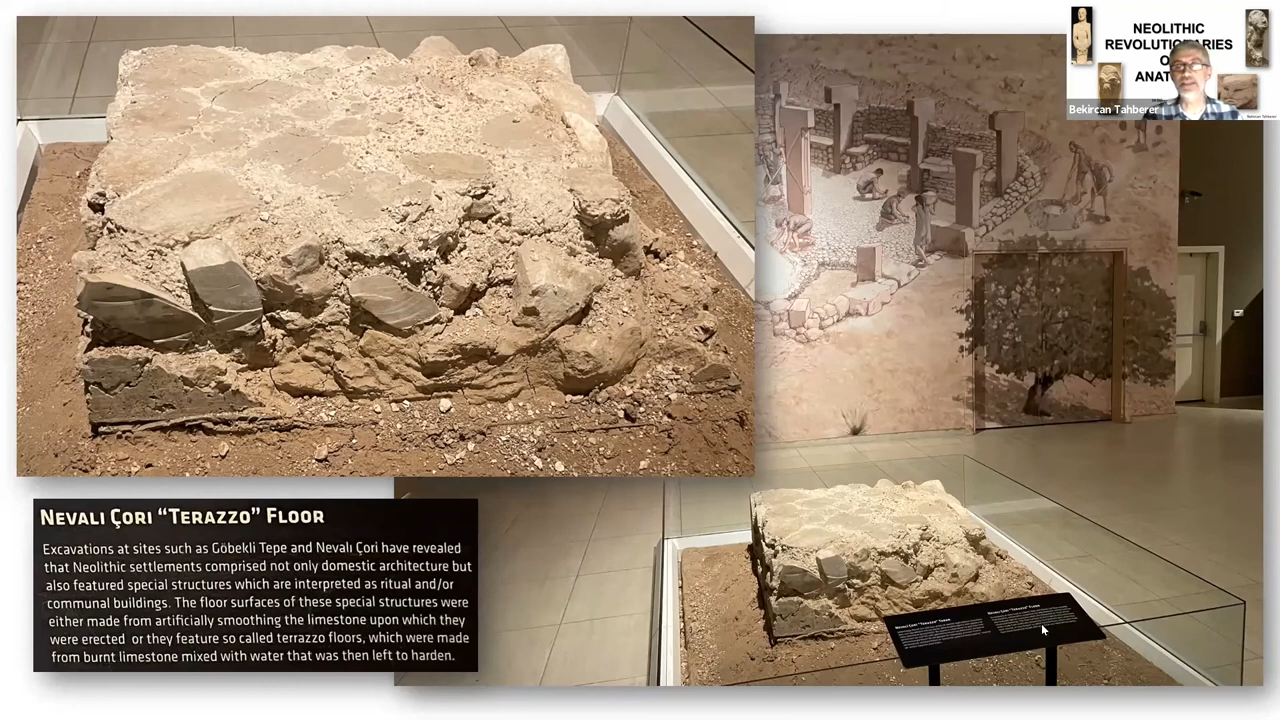 NEOLITHIC
REVOLUTIONARIES
ANAT
Bekircan Tahberer
NEVALI ÇORI “TERAZZO” FLOOR
Excavations at sites such as Göbekli Tepe and Nevalı Çori have revealed
that Neolithic settlements comprised not only domestic architecture but
also featured special structures which are interpreted as ritual and/or
communal buildings. The floor surfaces of these special structures were
either made from artificially smoothing the limestone upon which they
were erected or they feature so called terrazzo floors, which were made
from burnt limestone mixed with water that was then left to harden.
NEVALI ÇORI “TERAZZO” FLOOR